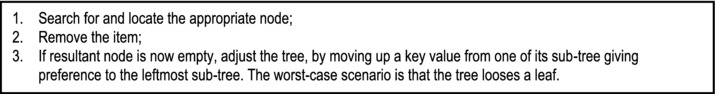 1. Search for and locate the appropriate node;
2. Remove the item;
3. If resultant node is now empty, adjust the tree, by moving up a key value from one of its sub-tree giving
preference to the leftmost sub-tree. The worst-case scenario is that the tree looses a leaf.